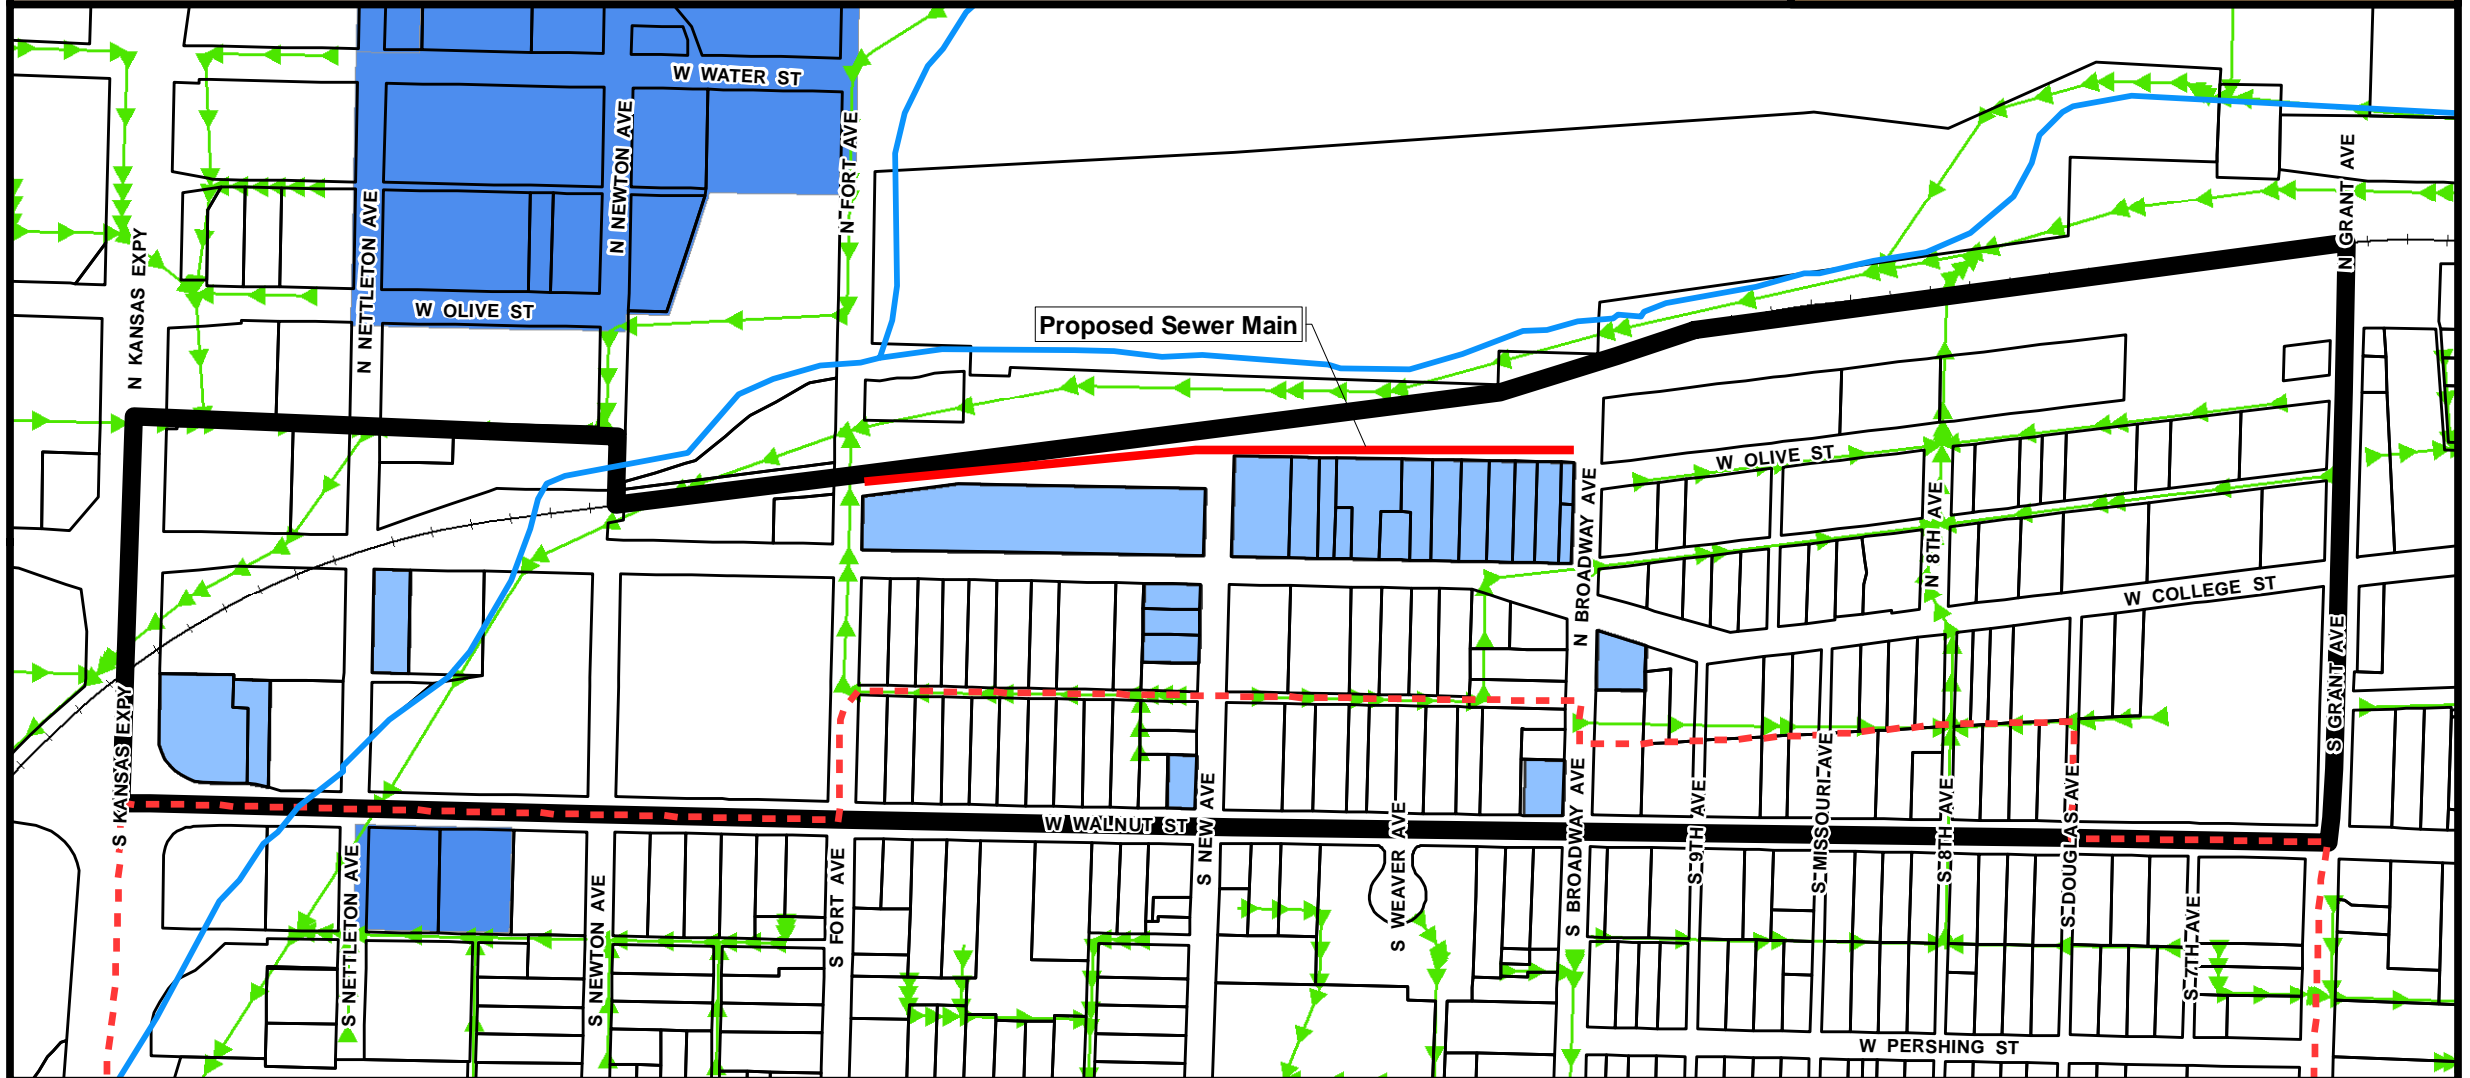 W WATER ST
N NEWTON AVE
N FORT AVE
N GRANT AVE
N NETTLETON AVE
N KANSAS EXPY
W OLIVE ST
Proposed Sewer Main
W OLIVE ST
N BROADWAY AVE
N 8TH AVE
W COLLEGE ST
S GRANT AVE
S KANSAS EXPY
W WALNUT ST
S NEW AVE
S WEAVER AVE
S BROADWAY AVE
S 9TH AVE
S MISSOURI AVE
S 8TH AVE
S DOUGLAS AVE
S NETTLETON AVE
S NEWTON AVE
S FORT AVE
S 7TH AVE
W PERSHING ST